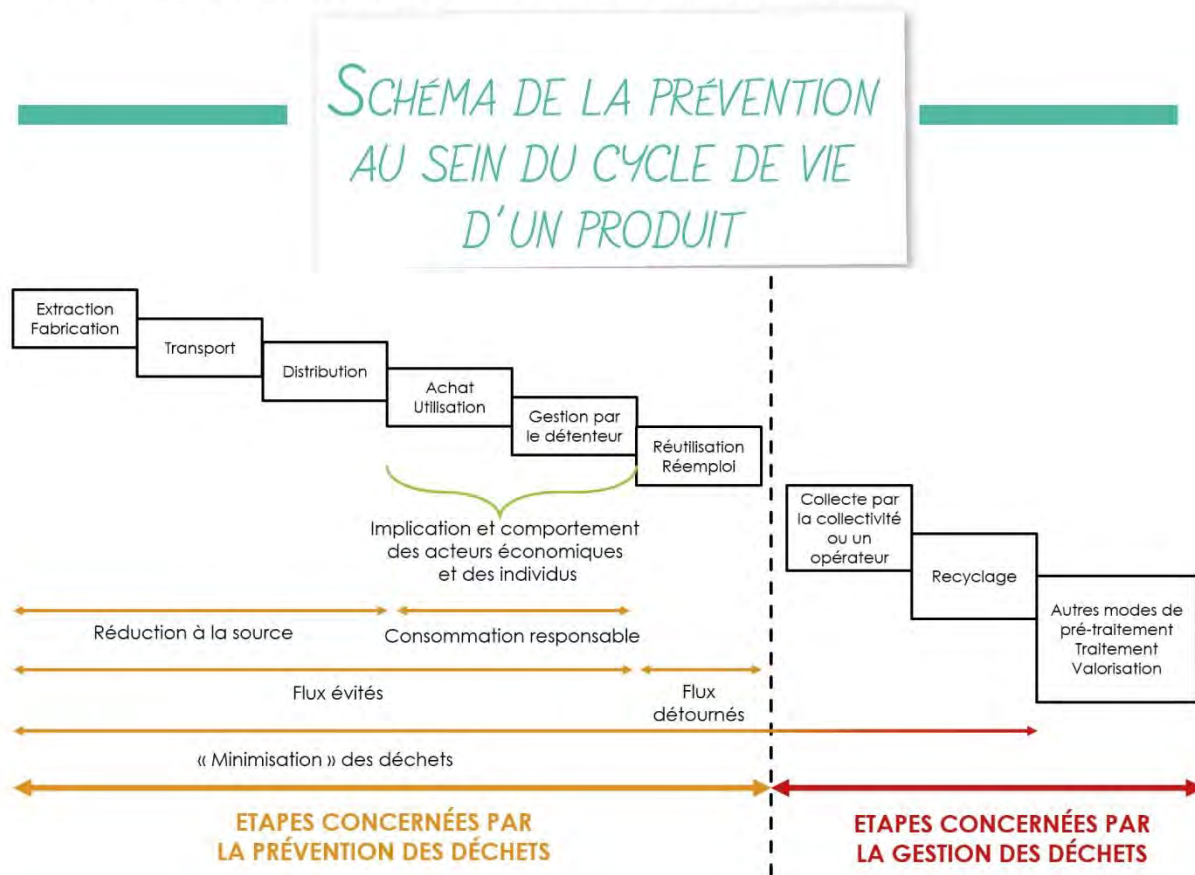 SCHÉMA DE LA PRÉVENTION
AU SEIN DU CYCLE DE VIE
D'UN PRODUIT
Extraction
Fabrication
Transport
Distribution
Achat
Utilisation
Gestion par
le détenteur
Réutilisation
Réemploi
Collecte par
la collectivité
ou un
opérateur
Recyclage
Autres modes de
pré-traitement
Traitement
Valorisation
Implication et comportement
des acteurs économiques
et des individus
Réduction à la source
Consommation responsable
Flux évités
Flux
détournés
« Minimisation » des déchets
ETAPES CONCERNÉES PAR
LA PRÉVENTION DES DÉCHETS
ETAPES CONCERNÉES PAR
LA GESTION DES DÉCHETS